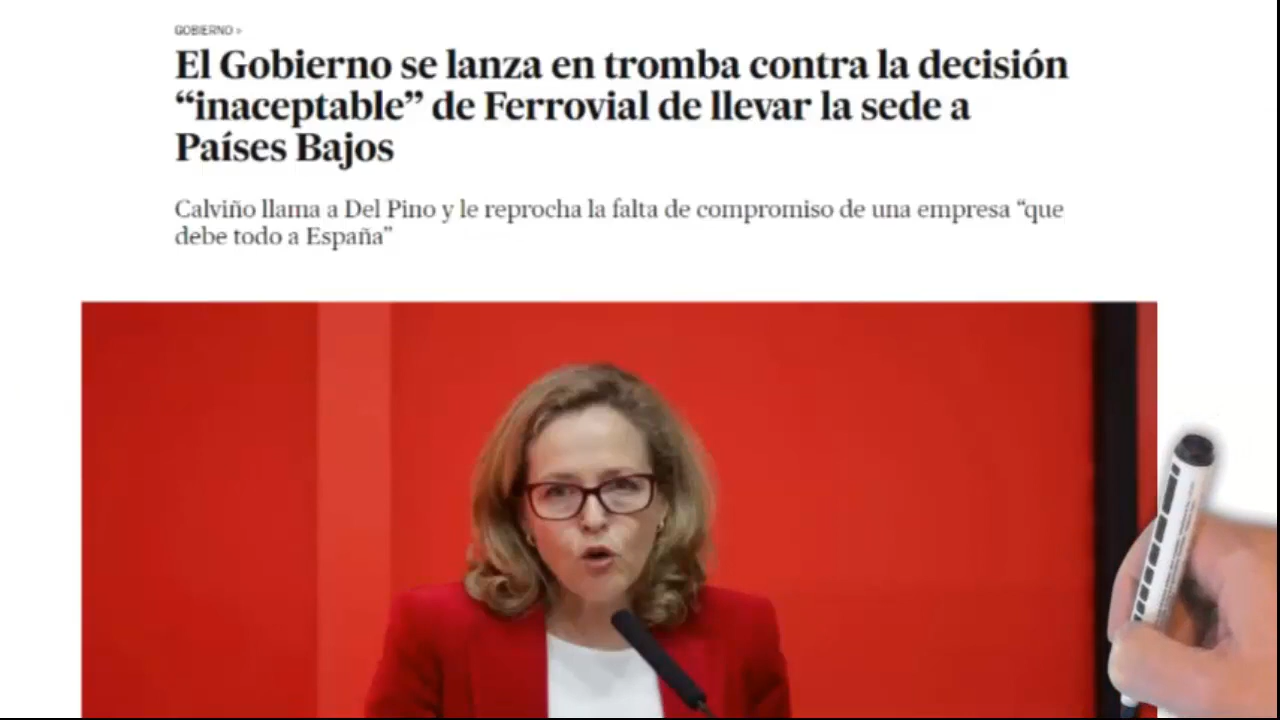 GOBIERNO >
El Gobierno se lanza en tromba contra la decisión
“inaceptable” de Ferrovial de llevar la sede a
Países Bajos
Calviño llama a Del Pino y le reprocha la falta de compromiso de una empresa “que
debe todo a España”